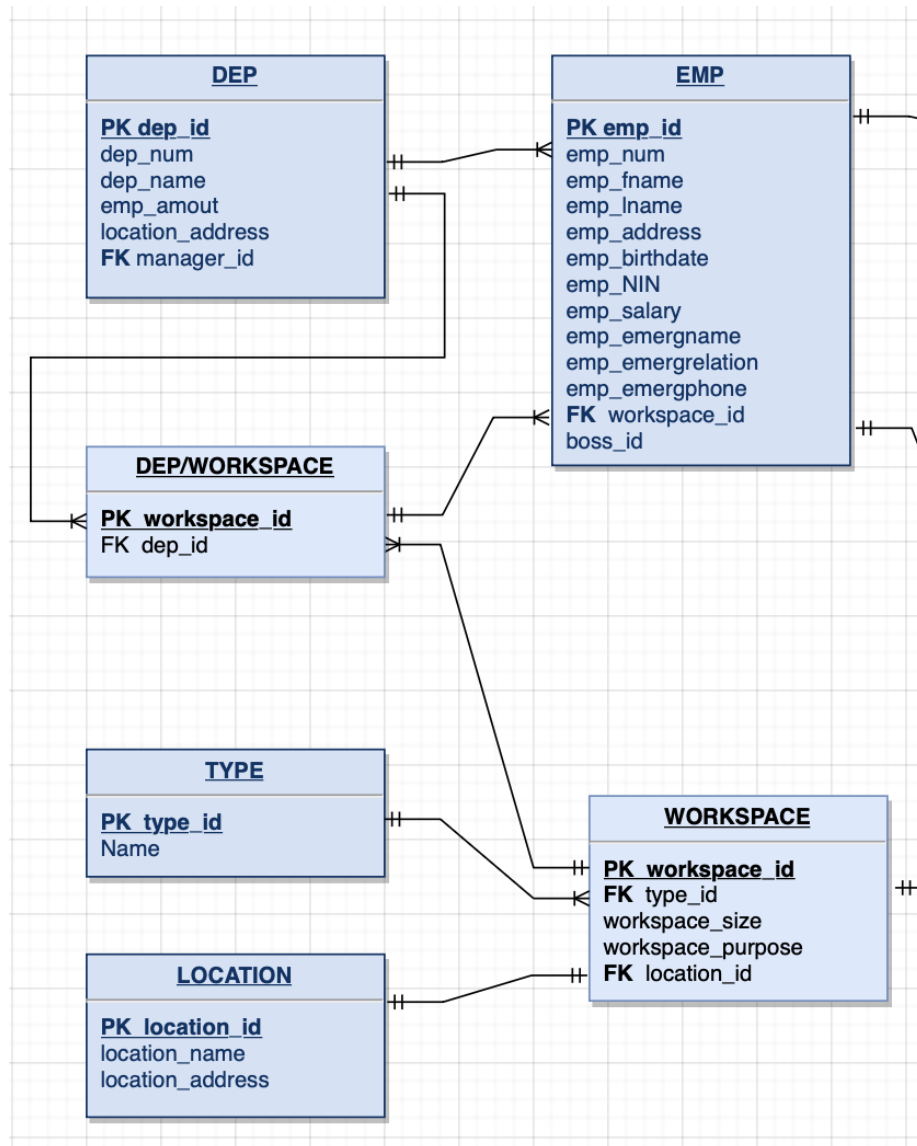 DEP
PK dep_id
dep_num
dep_name
emp_amout
location_address
FK manager_id
EMP
PK emp_id
emp_num
emp_fname
emp_lname
emp_address
emp_birthdate
emp_NIN
emp_salary
emp_emergname
emp_emergrelation
emp_emergphone
FK workspace_id
boss_id
DEP/WORKSPACE
PK workspace_id
FK dep_id
TYPE
PK type_id
Name
WORKSPACE
PK workspace_id
FK type_id
workspace_size
workspace_purpose
FK location_id
LOCATION
PK location_id
location_name
location_address